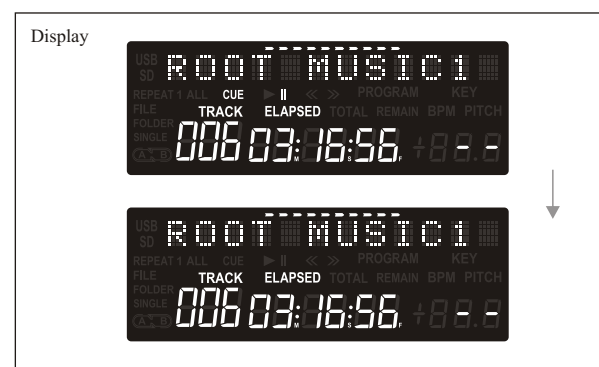 Display
USB ROOT MUSIC1
SD
REPEAT 1 ALL CUE PROGRAM KEY
FILE TRACK ELAPSED TOTAL REMAIN BPM PITCH
FOLDER
SINGLE 006 03:16:56 -- 
A B M S F
USB ROOT MUSIC1
SD
REPEAT 1 ALL CUE PROGRAM KEY
FILE TRACK ELAPSED TOTAL REMAIN BPM PITCH
FOLDER
SINGLE 006 03:16:56 --
A B M S F